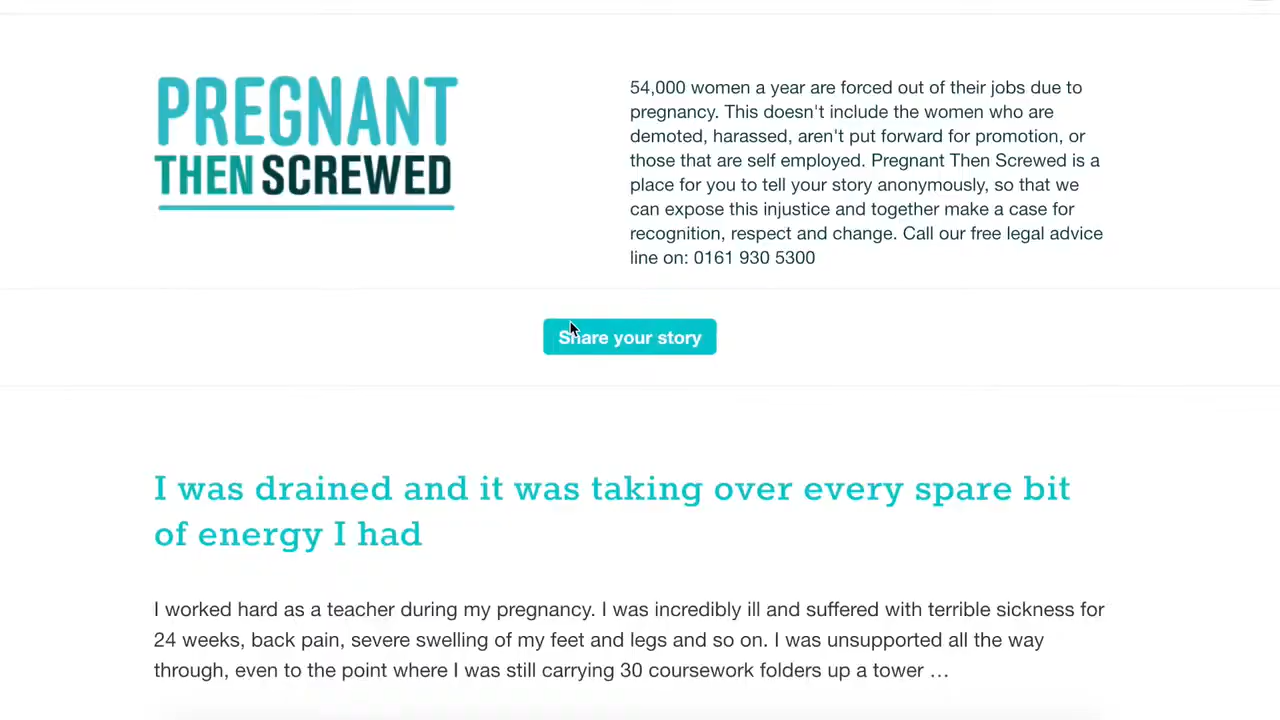 PREGNANT
THEN SCREWED
54,000 women a year are forced out of their jobs due to
pregnancy. This doesn't include the women who are
demoted, harassed, aren't put forward for promotion, or
those that are self employed. Pregnant Then Screwed is a
place for you to tell your story anonymously, so that we
can expose this injustice and together make a case for
recognition, respect and change. Call our free legal advice
line on: 0161 930 5300
Share your story
I was drained and it was taking over every spare bit
of energy I had
I worked hard as a teacher during my pregnancy. I was incredibly ill and suffered with terrible sickness for
24 weeks, back pain, severe swelling of my feet and legs and so on. I was unsupported all the way
through, even to the point where I was still carrying 30 coursework folders up a tower …